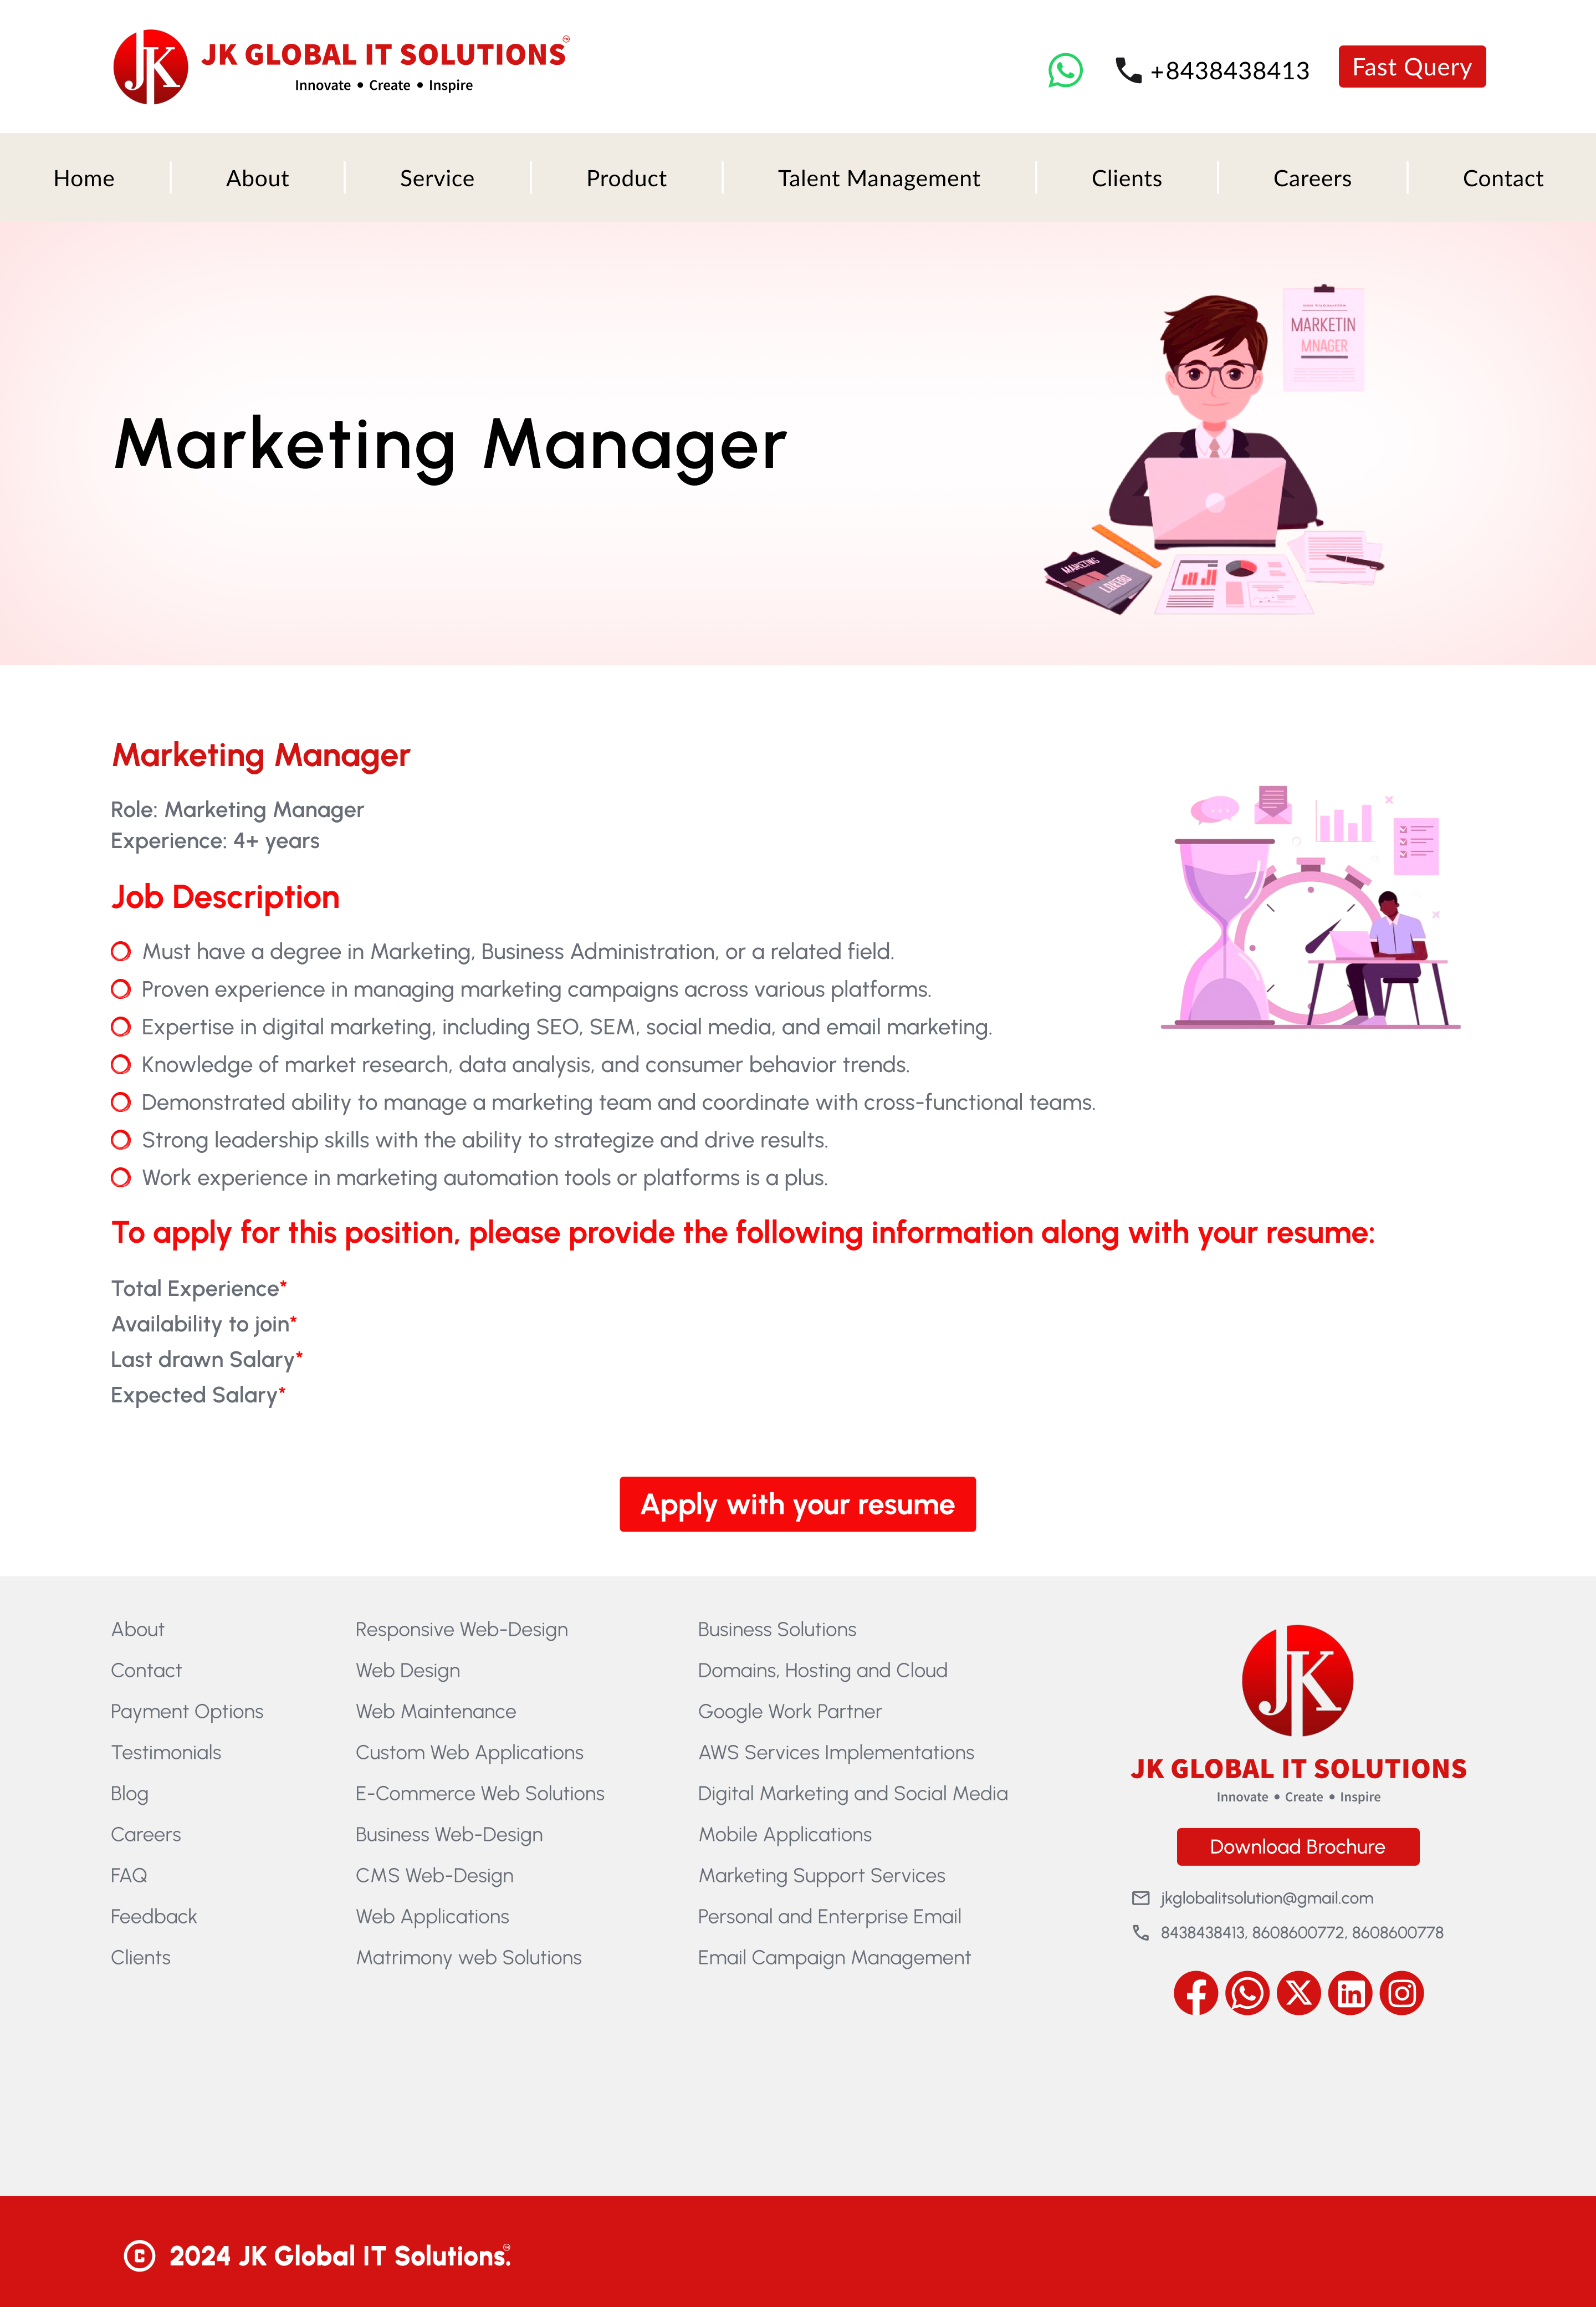 JK GLOBAL IT SOLUTIONS
Innovate • Create • Inspire
+8438438413
Fast Query
Home
About
Service
Product
Talent Management
Clients
Careers
Contact
MARKETIN
MNAGER
Marketing Manager
Marketing Manager
Role: Marketing Manager
Experience: 4+ years
Job Description
Must have a degree in Marketing, Business Administration, or a related field.
Proven experience in managing marketing campaigns across various platforms.
Expertise in digital marketing, including SEO, SEM, social media, and email marketing.
Knowledge of market research, data analysis, and consumer behavior trends.
Demonstrated ability to manage a marketing team and coordinate with cross-functional teams.
Strong leadership skills with the ability to strategize and drive results.
Work experience in marketing automation tools or platforms is a plus.
To apply for this position, please provide the following information along with your resume:
Total Experience*
Availability to join*
Last drawn Salary*
Expected Salary*
Apply with your resume
About
Contact
Payment Options
Testimonials
Blog
Careers
FAQ
Feedback
Clients
Responsive Web-Design
Web Design
Web Maintenance
Custom Web Applications
E-Commerce Web Solutions
Business Web-Design
CMS Web-Design
Web Applications
Matrimony web Solutions
Business Solutions
Domains, Hosting and Cloud
Google Work Partner
AWS Services Implementations
Digital Marketing and Social Media
Mobile Applications
Marketing Support Services
Personal and Enterprise Email
Email Campaign Management
JK
JK GLOBAL IT SOLUTIONS
Innovate • Create • Inspire
Download Brochure
jkglobalitsolution@gmail.com
8438438413, 8608600772, 8608600778
© 2024 JK Global IT Solutions.